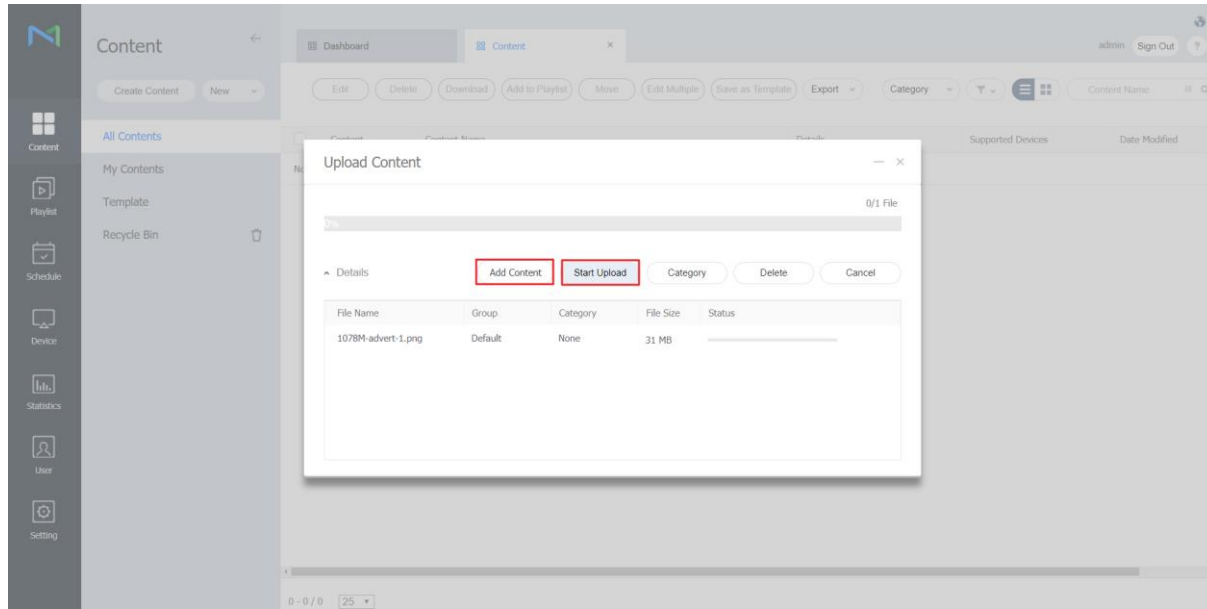 Content
Dashboard
Content
admin Sign Out ?
Create Content New
Edit Delete Download Add to Playlist Move Edit Multiple Save as Template Export Category Content Name
All Contents
My Contents
Template
Recycle Bin
Content
Playlist
Schedule
Device
Statistics
User
Setting
Content Content Name Details Supported Devices Date Modified
Upload Content
0/1 File
0%
Details Add Content Start Upload Category Delete Cancel
File Name Group Category File Size Status
1078M-advert-1.png Default None 31 MB
0 - 0 / 0 25